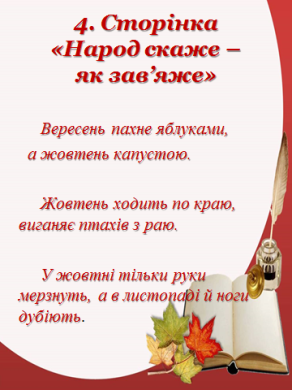 4. Сторінка
«Народ скаже –
як зав’яже»
Вересень пахне яблуками,
а жовтень капустою.
Жовтень ходить по краю,
виганяє птахів з раю.
У жовтні тільки руки
мерзнуть, а в листопаді й ноги
дубіють.